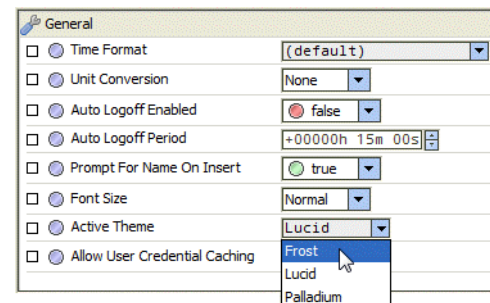 General
Time Format (default)
Unit Conversion None
Auto Logoff Enabled false
Auto Logoff Period +00000h 15m 00s
Prompt For Name On Insert true
Font Size Normal
Active Theme Lucid
Allow User Credential Caching Frost
Lucid
Palladium